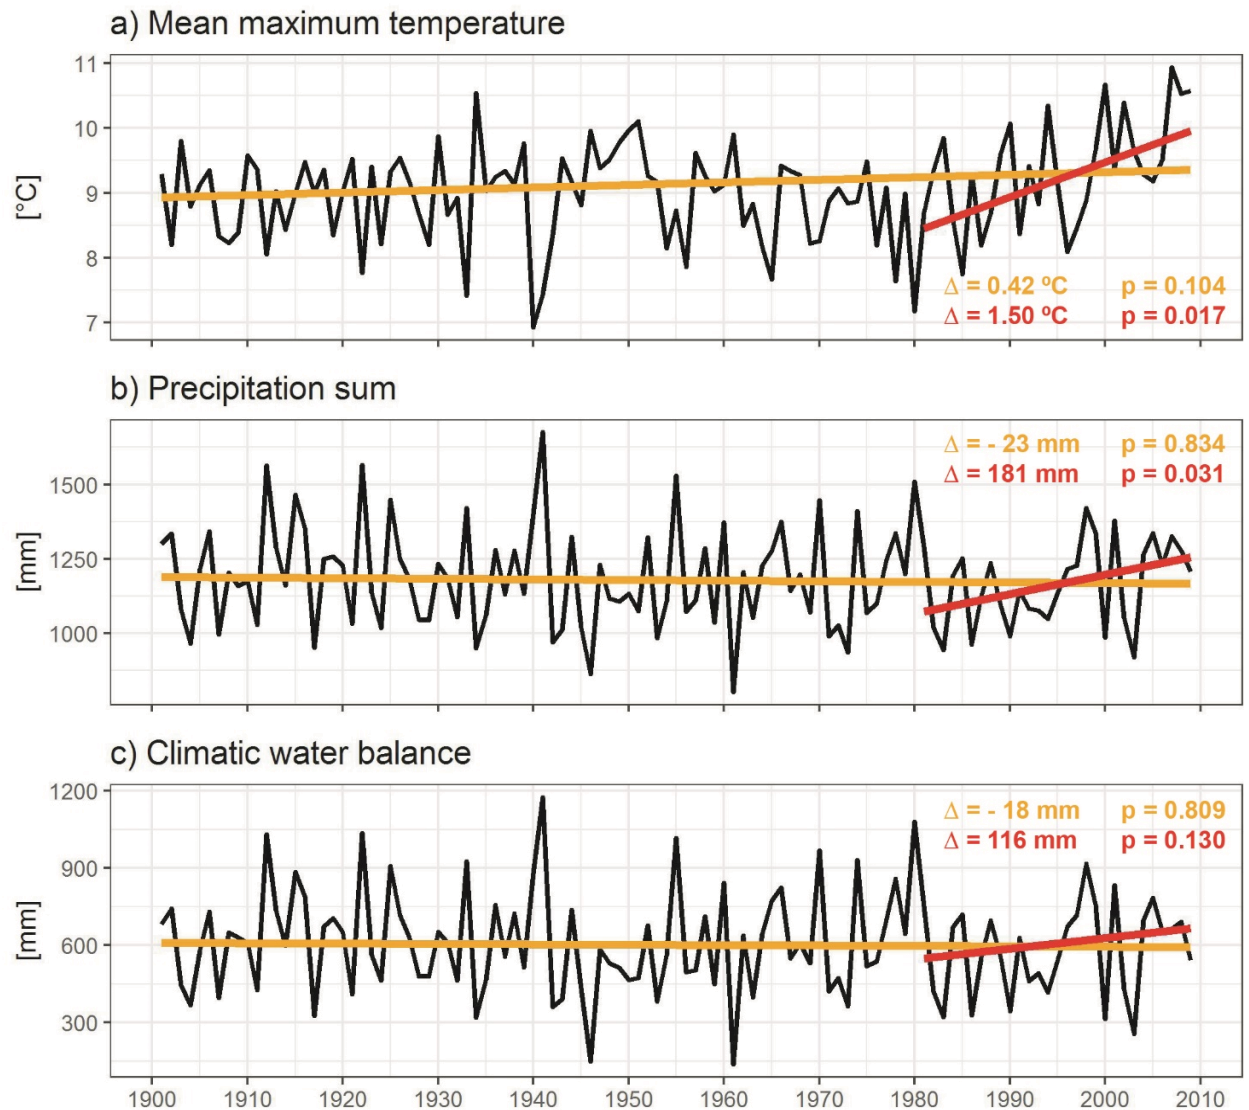 a) Mean maximum temperature
11
10
9
8
7
[°C]
Δ = 0.42 ºC p = 0.104
Δ = 1.50 ºC p = 0.017
b) Precipitation sum
1500
1250
1000
[mm]
Δ = - 23 mm p = 0.834
Δ = 181 mm p = 0.031
c) Climatic water balance
1200
900
600
300
[mm]
Δ = - 18 mm p = 0.809
Δ = 116 mm p = 0.130
1900 1910 1920 1930 1940 1950 1960 1970 1980 1990 2000 2010